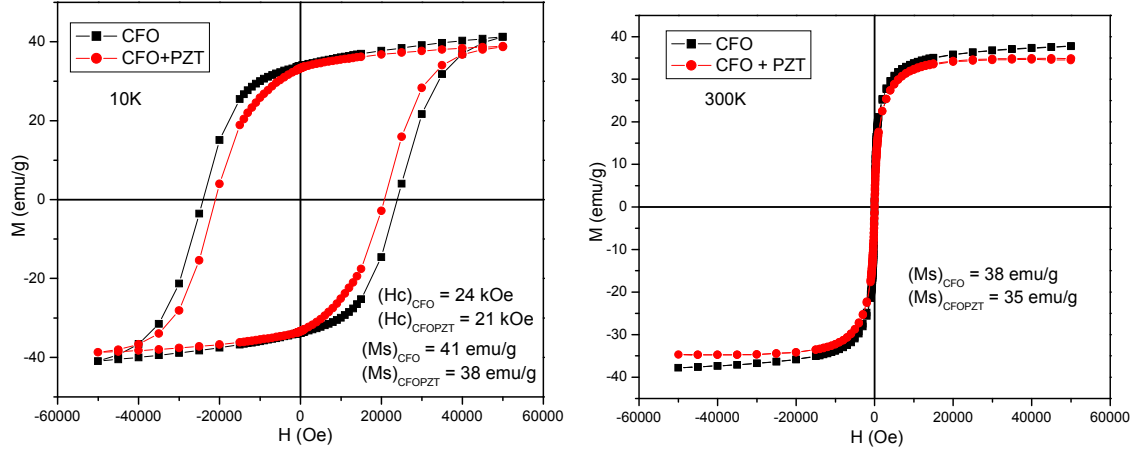 CFO
CFO+PZT
10K
(Hc)CFO = 24 kOe
(Hc)CFOPZT = 21 kOe
(Ms)CFO = 41 emu/g
(Ms)CFOPZT = 38 emu/g
40
20
0
-20
-40
M (emu/g)
-60000 -40000 -20000 0 20000 40000 60000
H (Oe)
CFO
CFO + PZT
300K
(Ms)CFO = 38 emu/g
(Ms)CFOPZT = 35 emu/g
40
30
20
10
0
-10
-20
-30
-40
M (emu/g)
-60000 -40000 -20000 0 20000 40000 60000
H (Oe)